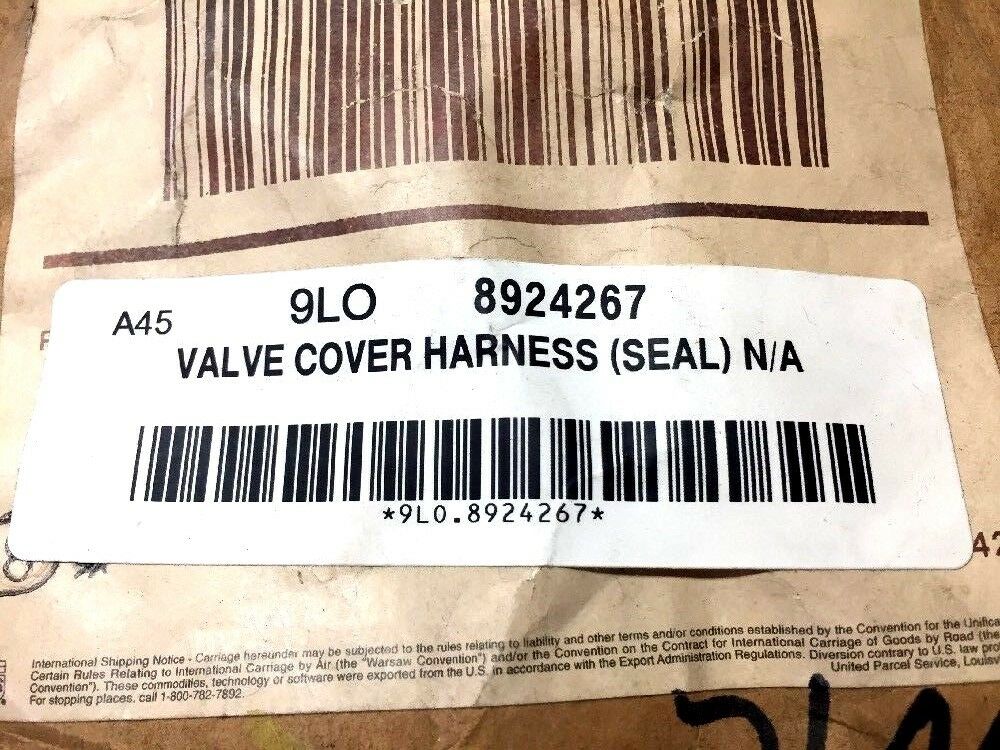 A45 9LO 8924267
VALVE COVER HARNESS (SEAL) N/A
*9LO.8924267*
International Shipping Notice - Carriage hereunder may be subjected to the rules relating to liability and other terms and/or conditions established by the Convention for the Unifica
Certain Rules Relating to International Carriage by Air (the "Warsaw Convention") and/or the Convention on the Contract for International Carriage of Goods by Road (the
Convention"). These commodities, technology or software were exported from the U.S. in accordance with the Export Administration Regulations. Diversion contrary to U.S. law pro
For stopping places, call 1-800-782-7892. United Parcel Service, Louisv